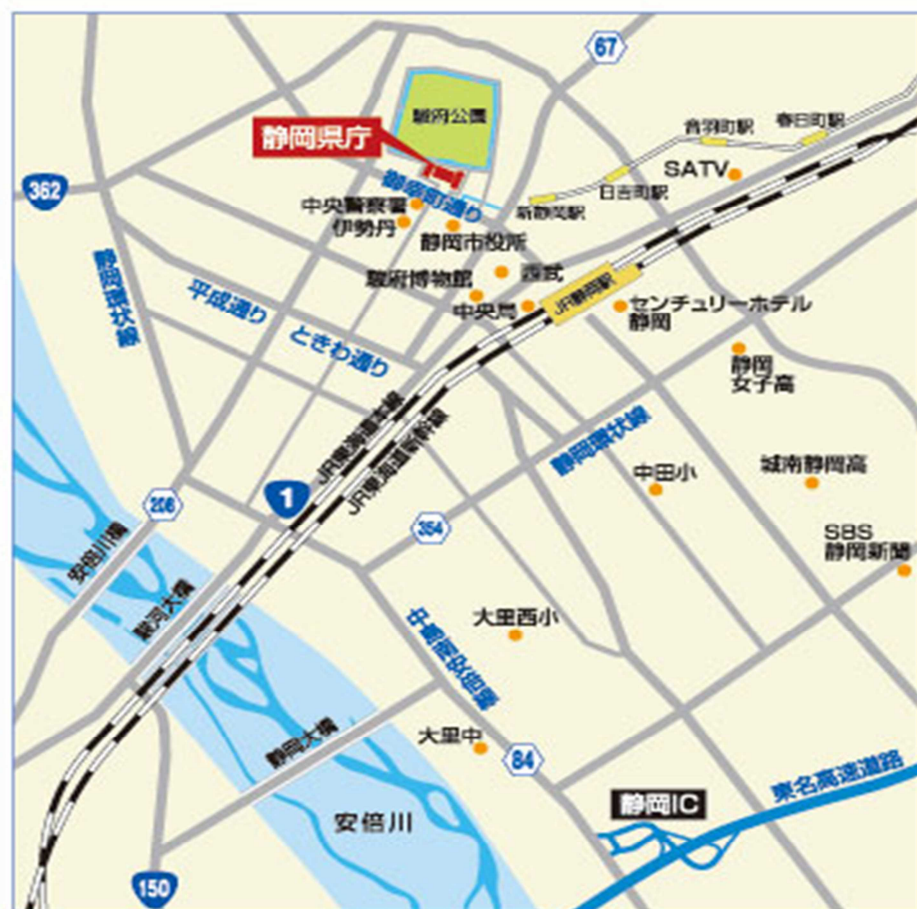 67
駿府公園
静岡県庁
音羽町駅
春日町駅
SATV
362
御幸町通り
日吉町駅
中央警察署
新静岡駅
伊勢丹
静岡市役所
静岡環状線
駿府博物館
西武
JR静岡駅
平成通り
中央局
センチュリーホテル
静岡
ときわ通り
静岡
女子高
JR東海道本線
JR東海道新幹線
静岡環状線
中田小
城南静岡高
208
1
354
SBS
静岡新聞
安倍川橋
駿河大橋
大里西小
静岡大橋
大里中
84
東名高速道路
静岡IC
安倍川
150